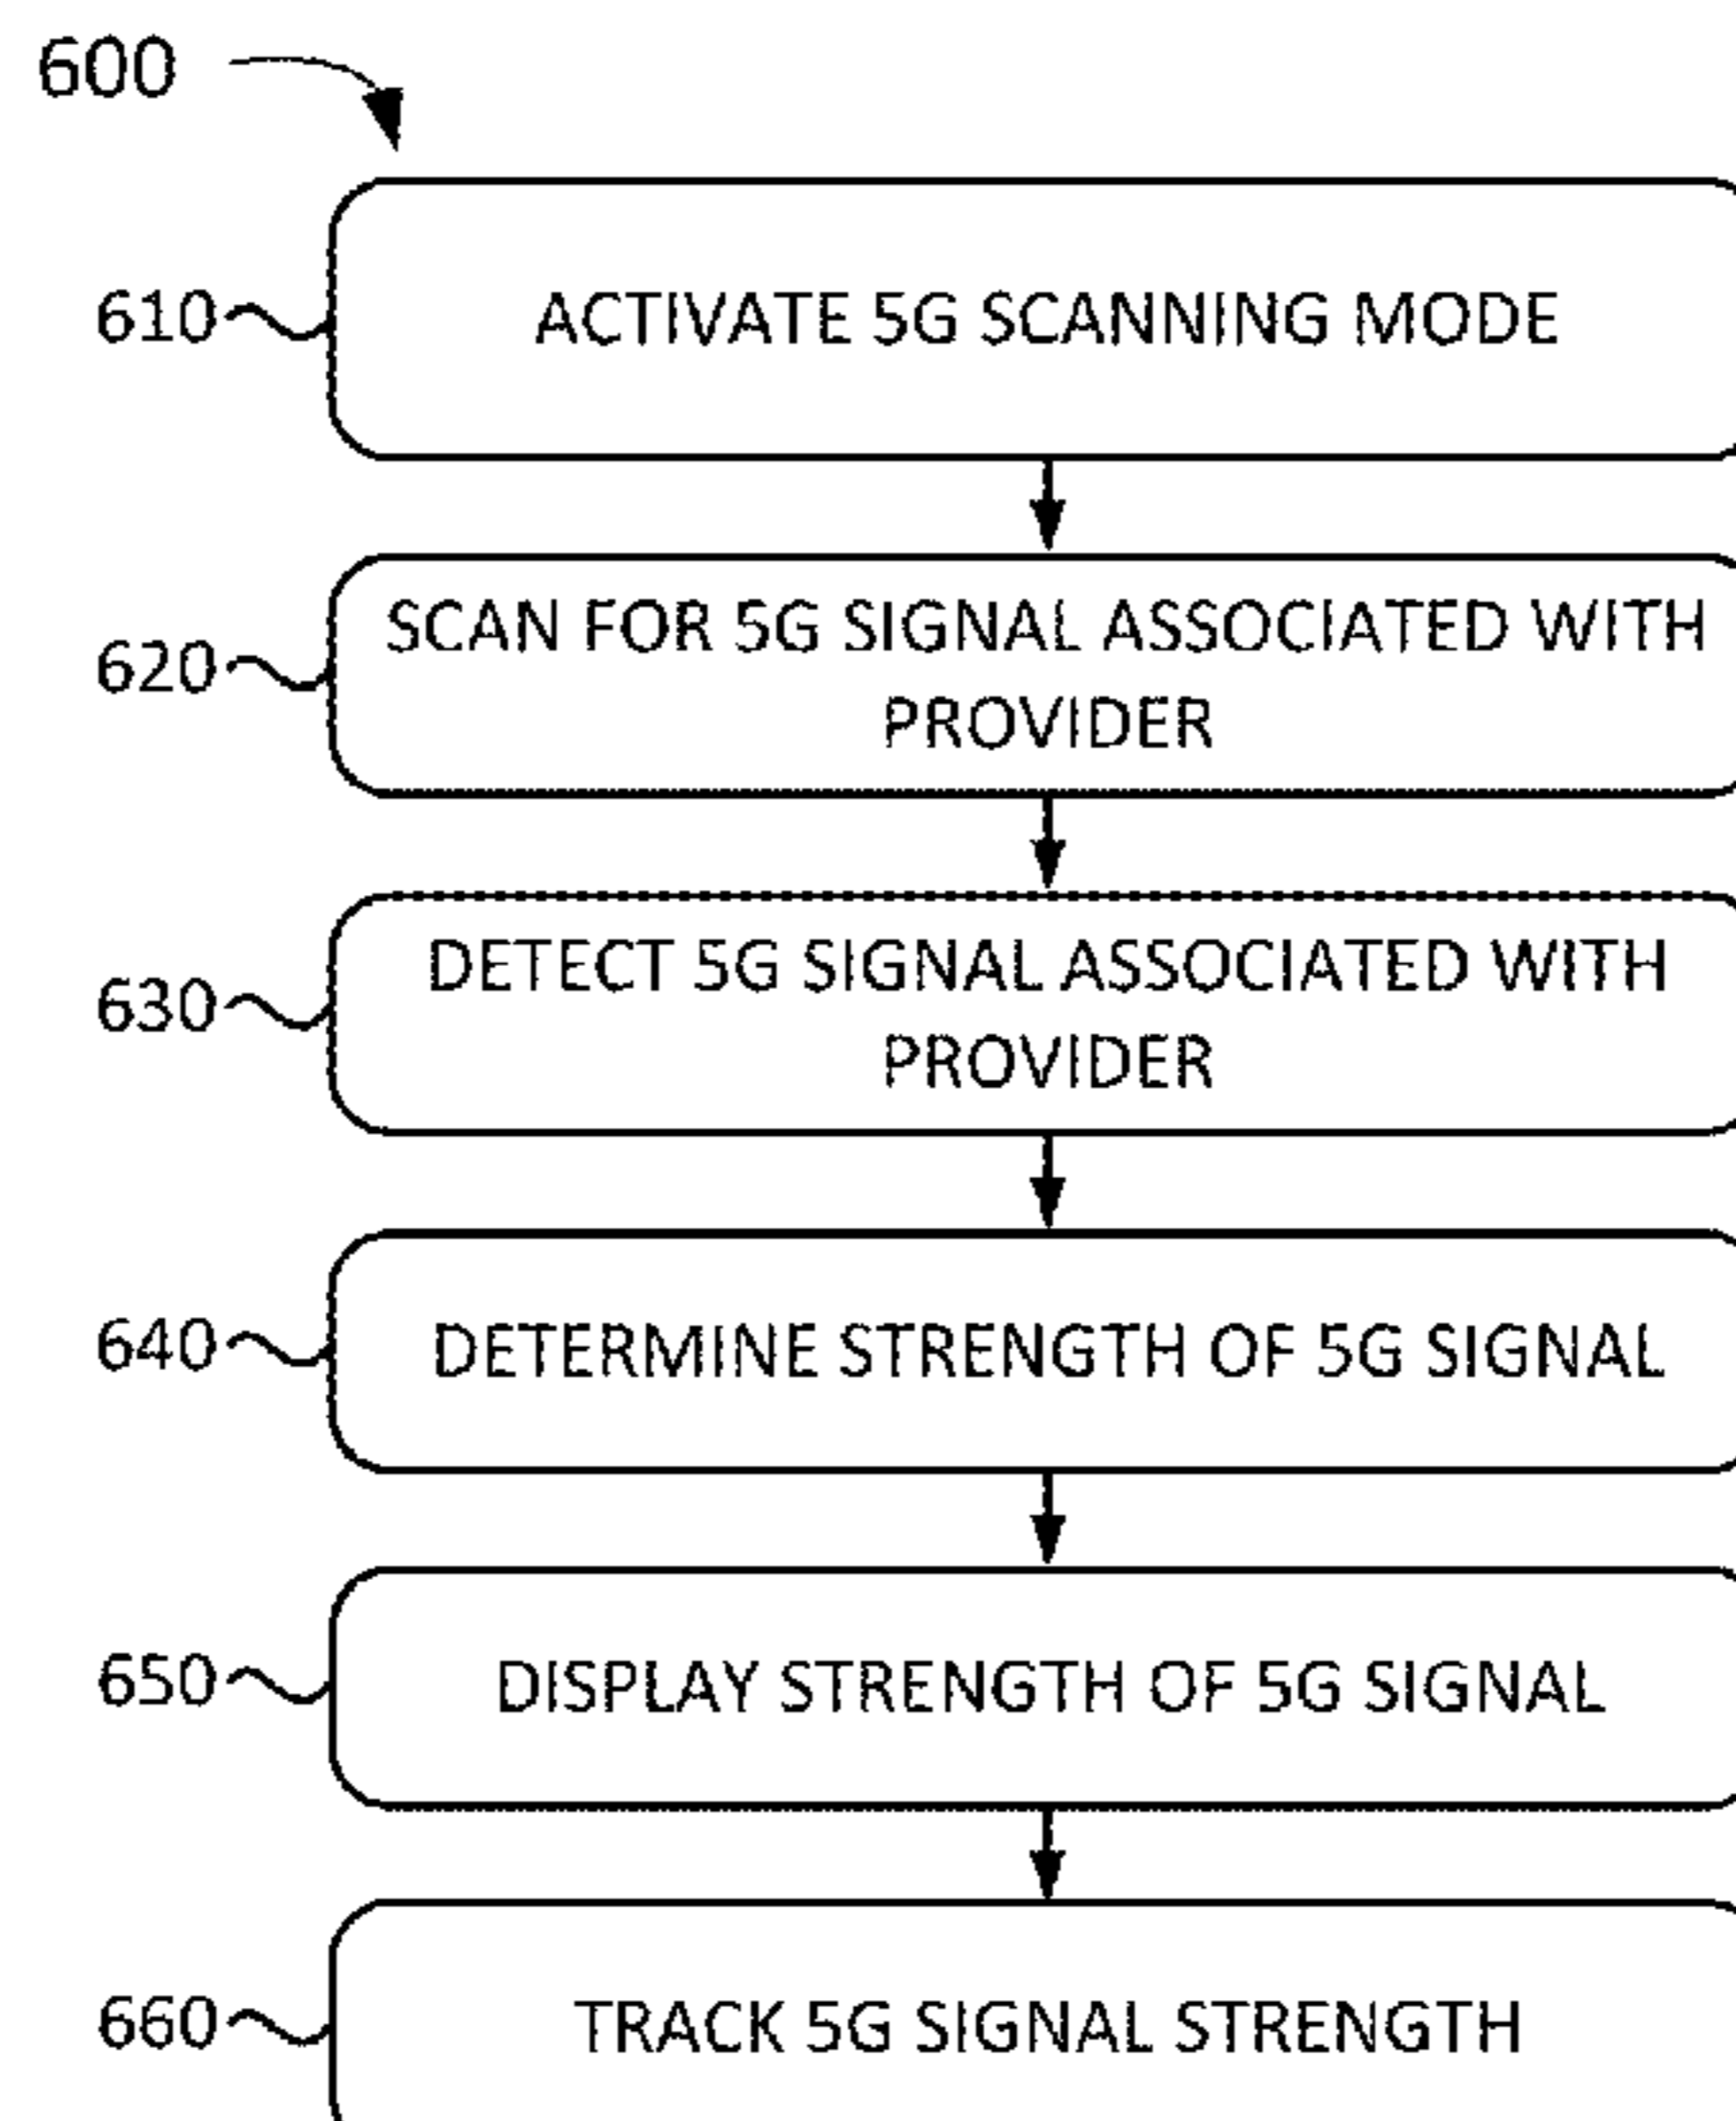 600
610 ACTIVATE 5G SCANNING MODE
620 SCAN FOR 5G SIGNAL ASSOCIATED WITH
PROVIDER
630 DETECT 5G SIGNAL ASSOCIATED WITH
PROVIDER
640 DETERMINE STRENGTH OF 5G SIGNAL
650 DISPLAY STRENGTH OF 5G SIGNAL
660 TRACK 5G SIGNAL STRENGTH